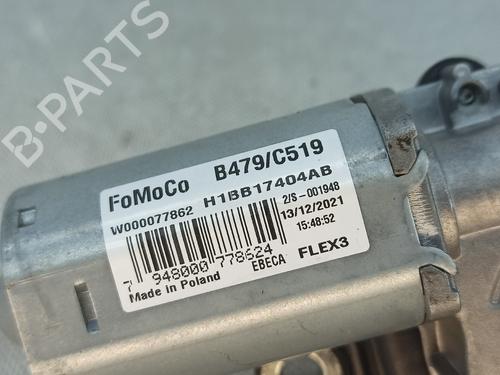 B-PARTS
FoMoCo B479/C519
W000077862 H1BB17404AB
2/S-001948
13/12/2021
15:48:52
7 948000 778624
EBECA FLEX3
Made in Poland